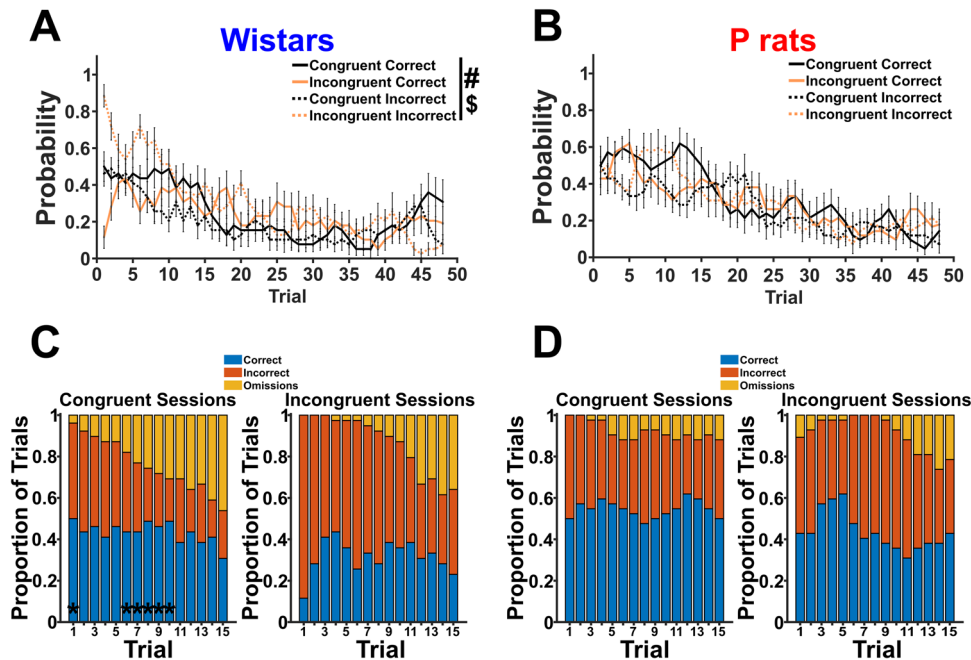 A
Wistars
Congruent Correct
Incongruent Correct
Congruent Incorrect
Incongruent Incorrect
#
$
Probability
1
0.8
0.6
0.4
0.2
0
0 5 10 15 20 25 30 35 40 45 50
Trial
B
P rats
Congruent Correct
Incongruent Correct
Congruent Incorrect
Incongruent Incorrect
Probability
1
0.8
0.6
0.4
0.2
0
0 5 10 15 20 25 30 35 40 45 50
Trial
C
Correct
Incorrect
Omissions
Congruent Sessions
Proportion of Trials
1
0.8
0.6
0.4
0.2
0
* * * * * *
1 3 5 7 9 11 13 15
Trial
Incongruent Sessions
Proportion of Trials
1
0.8
0.6
0.4
0.2
0
1 3 5 7 9 11 13 15
Trial
D
Correct
Incorrect
Omissions
Congruent Sessions
Proportion of Trials
1
0.8
0.6
0.4
0.2
0
1 3 5 7 9 11 13 15
Trial
Incongruent Sessions
Proportion of Trials
1
0.8
0.6
0.4
0.2
0
1 3 5 7 9 11 13 15
Trial